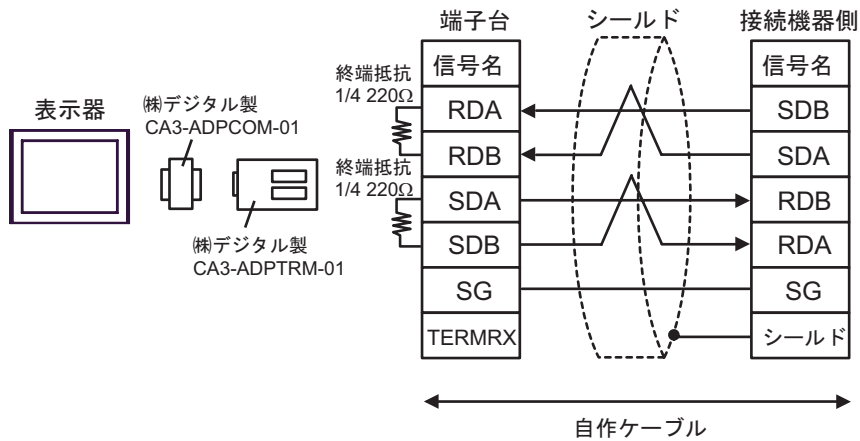 端子台
シールド
接続機器側
信号名
信号名
終端抵抗
1/4 220Ω
表示器
㈱デジタル製
CA3-ADPCOM-01
RDA
SDB
RDB
SDA
終端抵抗
1/4 220Ω
SDA
RDB
SDB
RDA
㈱デジタル製
CA3-ADPTRM-01
SG
SG
TERMRX
シールド
自作ケーブル